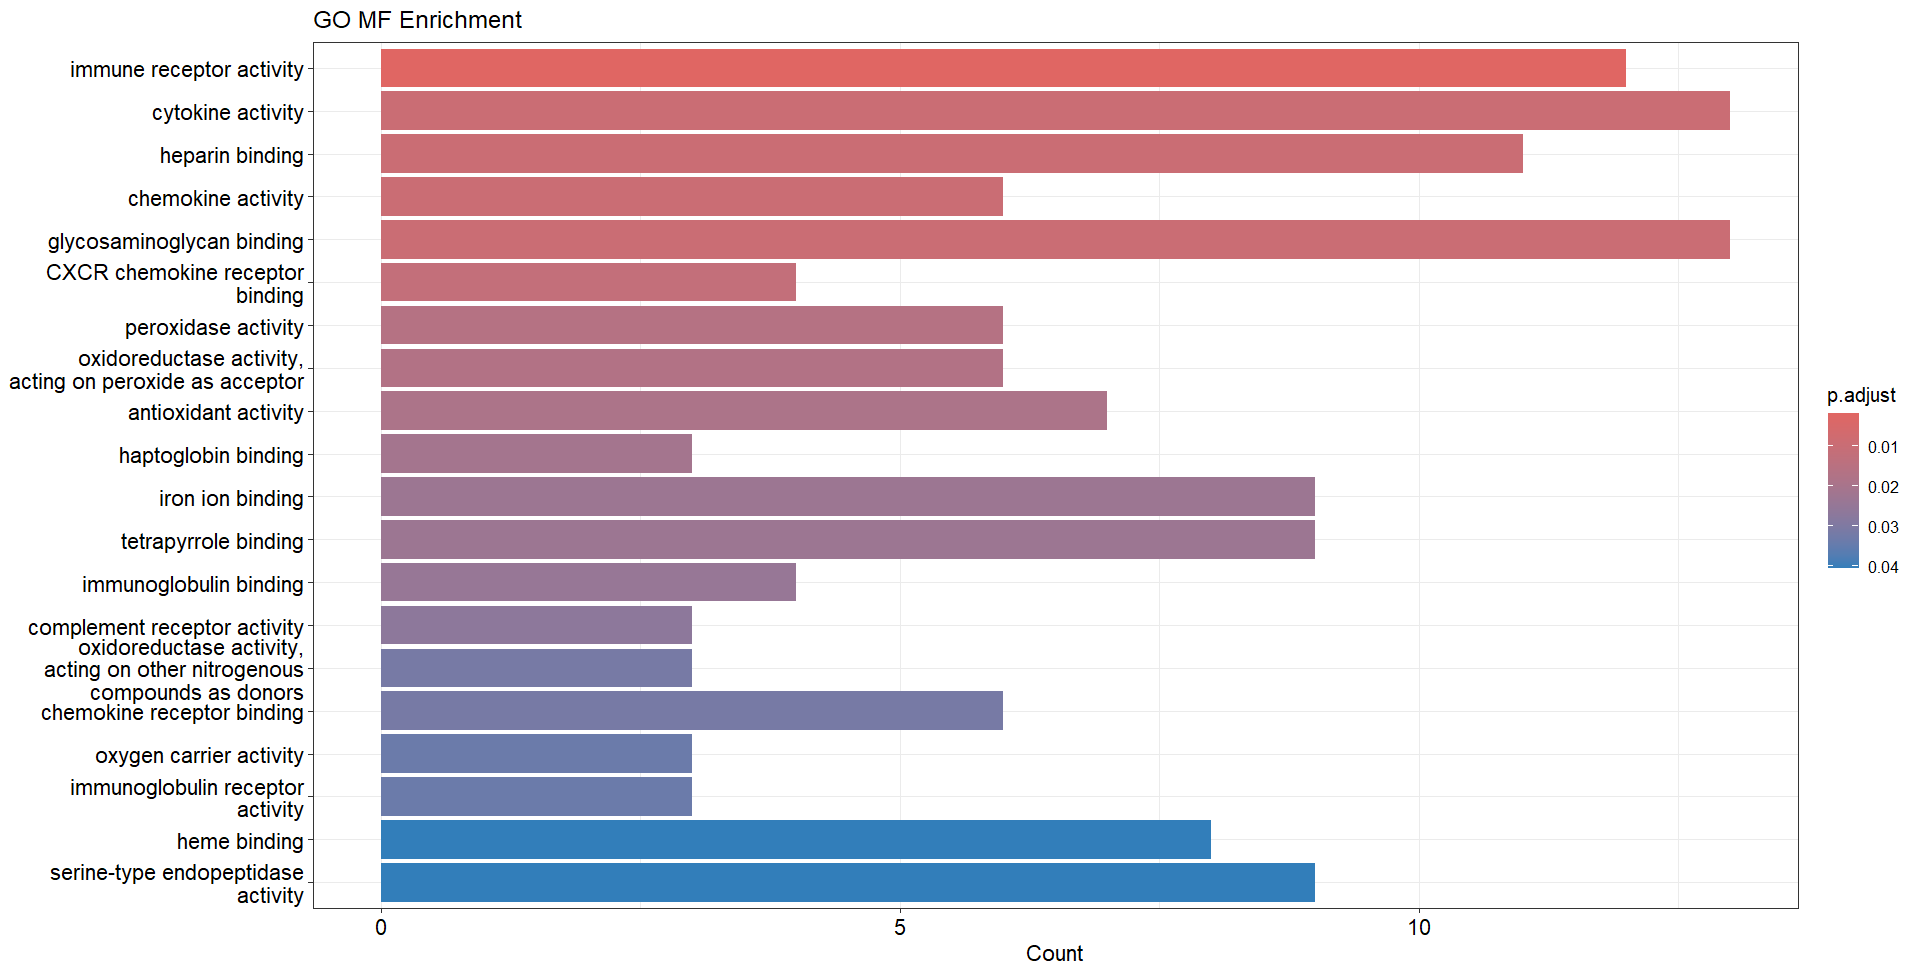 GO MF Enrichment
immune receptor activity
cytokine activity
heparin binding
chemokine activity
glycosaminoglycan binding
CXCR chemokine receptor
binding
peroxidase activity
oxidoreductase activity,
acting on peroxide as acceptor
antioxidant activity
haptoglobin binding
iron ion binding
tetrapyrrole binding
immunoglobulin binding
complement receptor activity
oxidoreductase activity,
acting on other nitrogenous
compounds as donors
chemokine receptor binding
oxygen carrier activity
immunoglobulin receptor
activity
heme binding
serine-type endopeptidase
activity
0
5
10
Count
p.adjust
0.01
0.02
0.03
0.04